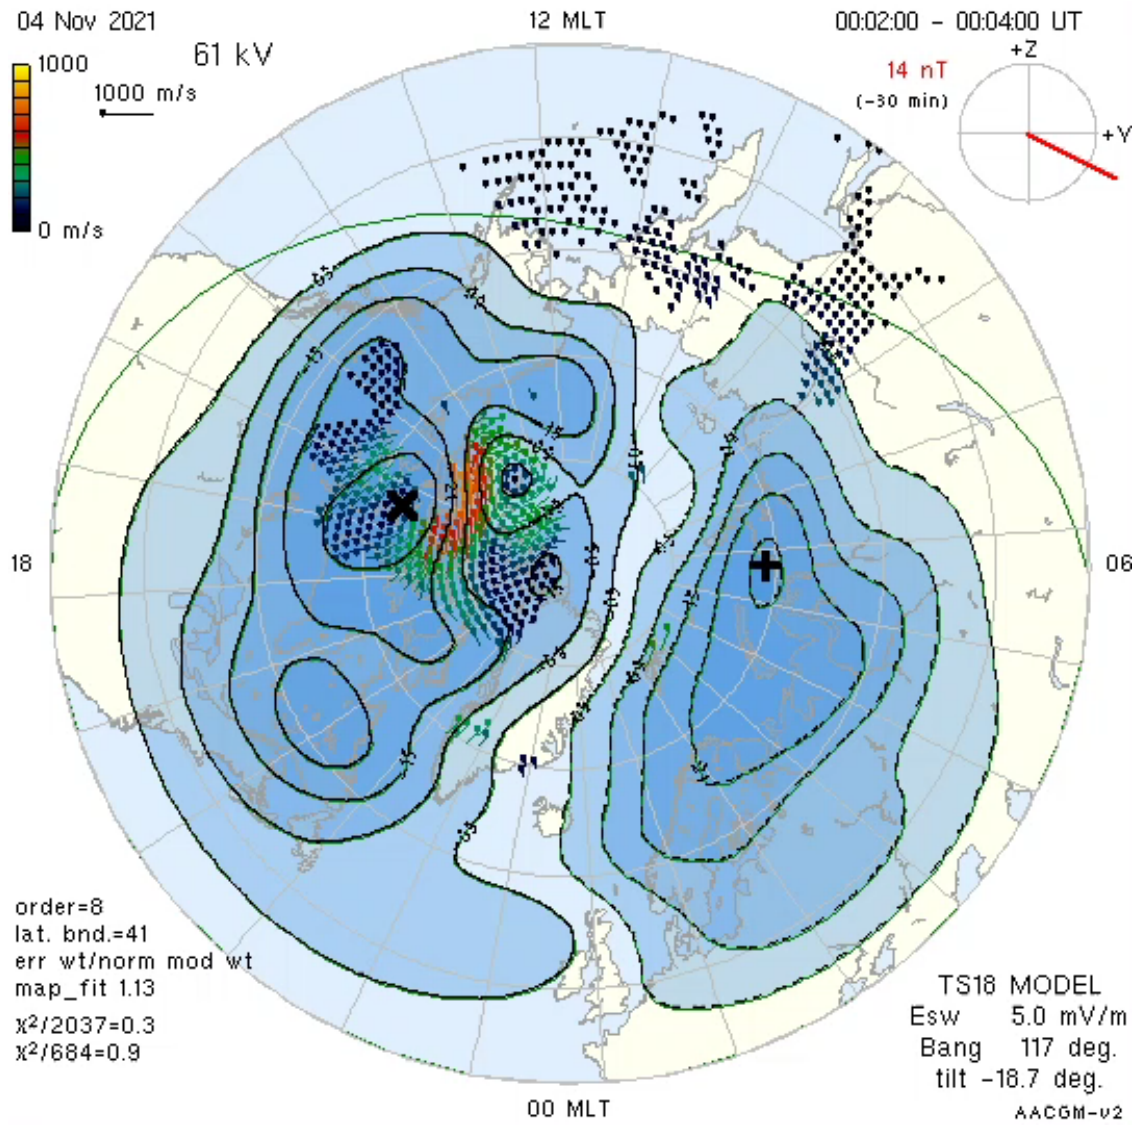 04 Nov 2021
12 MLT
00:02:00 - 00:04:00 UT
61 kV
+Z
14 nT
(-30 min)
+Y
1000
1000 m/s
0 m/s
18
06
order=8
lat. bnd.=41
err wt/norm mod wt
map_fit 1.13
χ²/2037=0.3
χ²/684=0.9
TS18 MODEL
Esw 5.0 mV/m
Bang 117 deg.
tilt -18.7 deg.
00 MLT
AACGM-v2